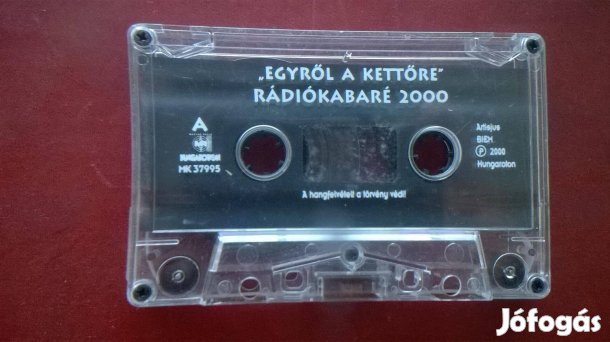 „EGYRŐL A KETTŐRE"
RÁDIÓKABARÉ 2000
A
HUNGAROTON
MK 37995
Artisjus
BIEM
Ⓟ 2000
Hungaroton
A hangfelvételt a törvény védi!
Jófogás